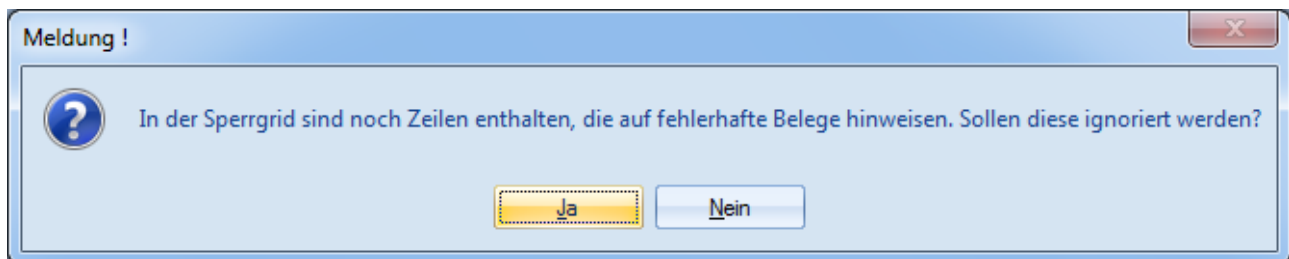 Meldung !
In der Sperrgrid sind noch Zeilen enthalten, die auf fehlerhafte Belege hinweisen. Sollen diese ignoriert werden?
Ja
Nein